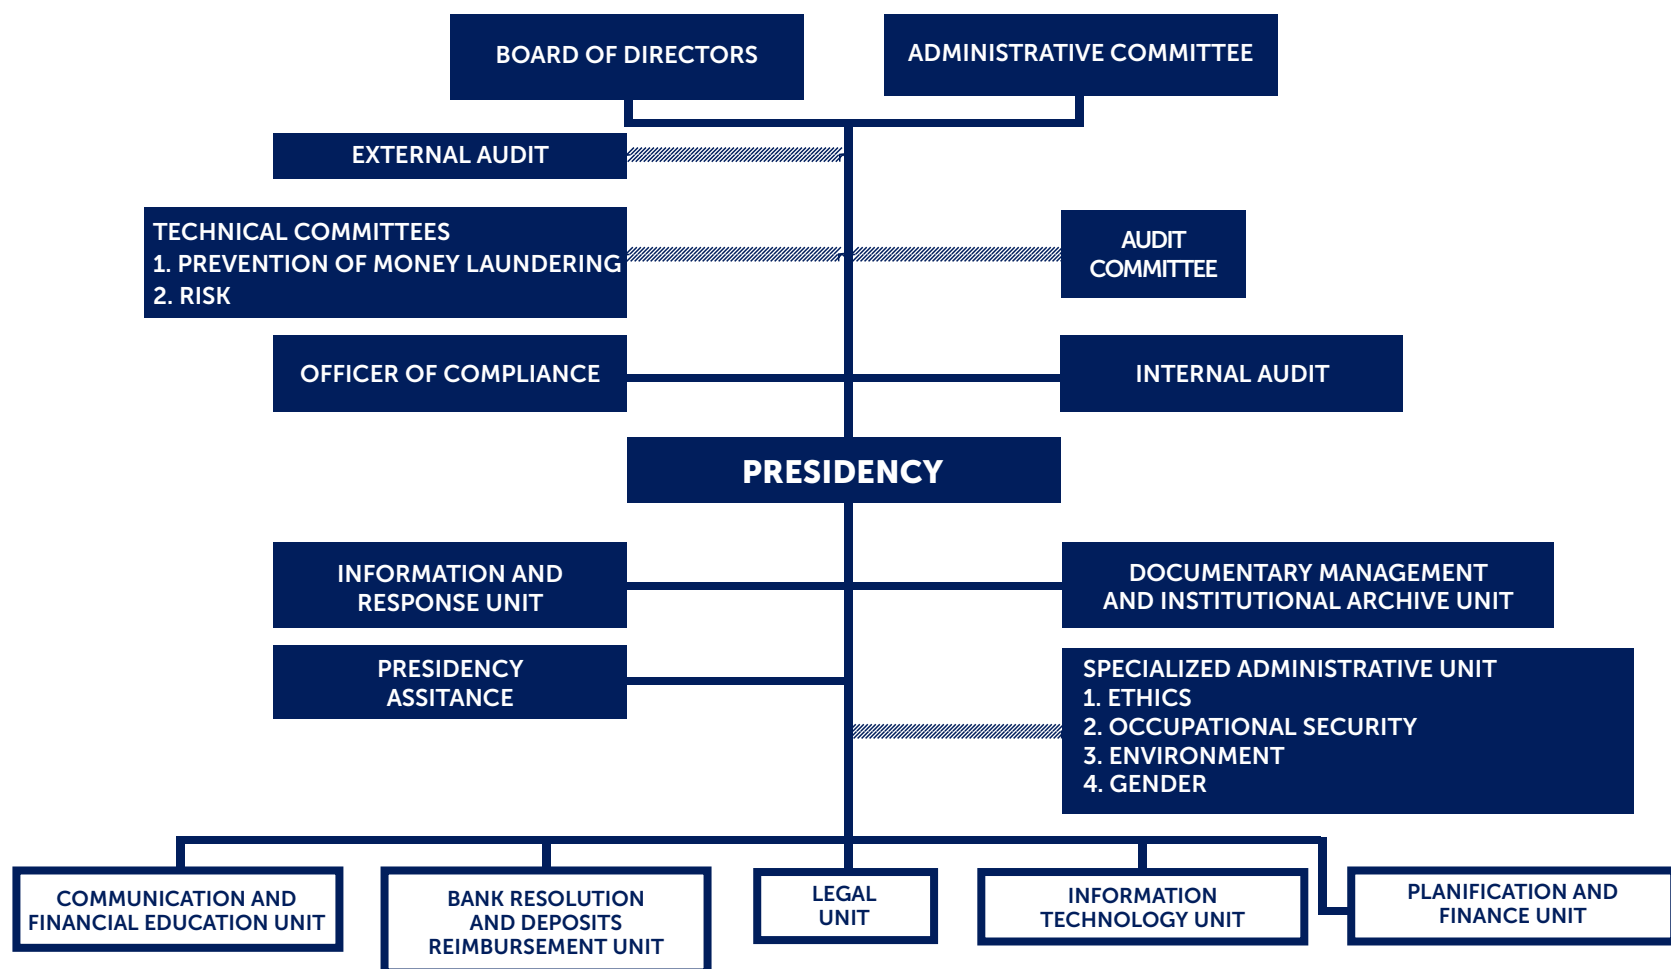 BOARD OF DIRECTORS
ADMINISTRATIVE COMMITTEE
EXTERNAL AUDIT
TECHNICAL COMMITTEES
1. PREVENTION OF MONEY LAUNDERING
2. RISK
AUDIT
COMMITTEE
OFFICER OF COMPLIANCE
INTERNAL AUDIT
PRESIDENCY
INFORMATION AND
RESPONSE UNIT
DOCUMENTARY MANAGEMENT
AND INSTITUTIONAL ARCHIVE UNIT
PRESIDENCY
ASSITANCE
SPECIALIZED ADMINISTRATIVE UNIT
1. ETHICS
2. OCCUPATIONAL SECURITY
3. ENVIRONMENT
4. GENDER
COMMUNICATION AND
FINANCIAL EDUCATION UNIT
BANK RESOLUTION
AND DEPOSITS
REIMBURSEMENT UNIT
LEGAL
UNIT
INFORMATION
TECHNOLOGY UNIT
PLANIFICATION AND
FINANCE UNIT